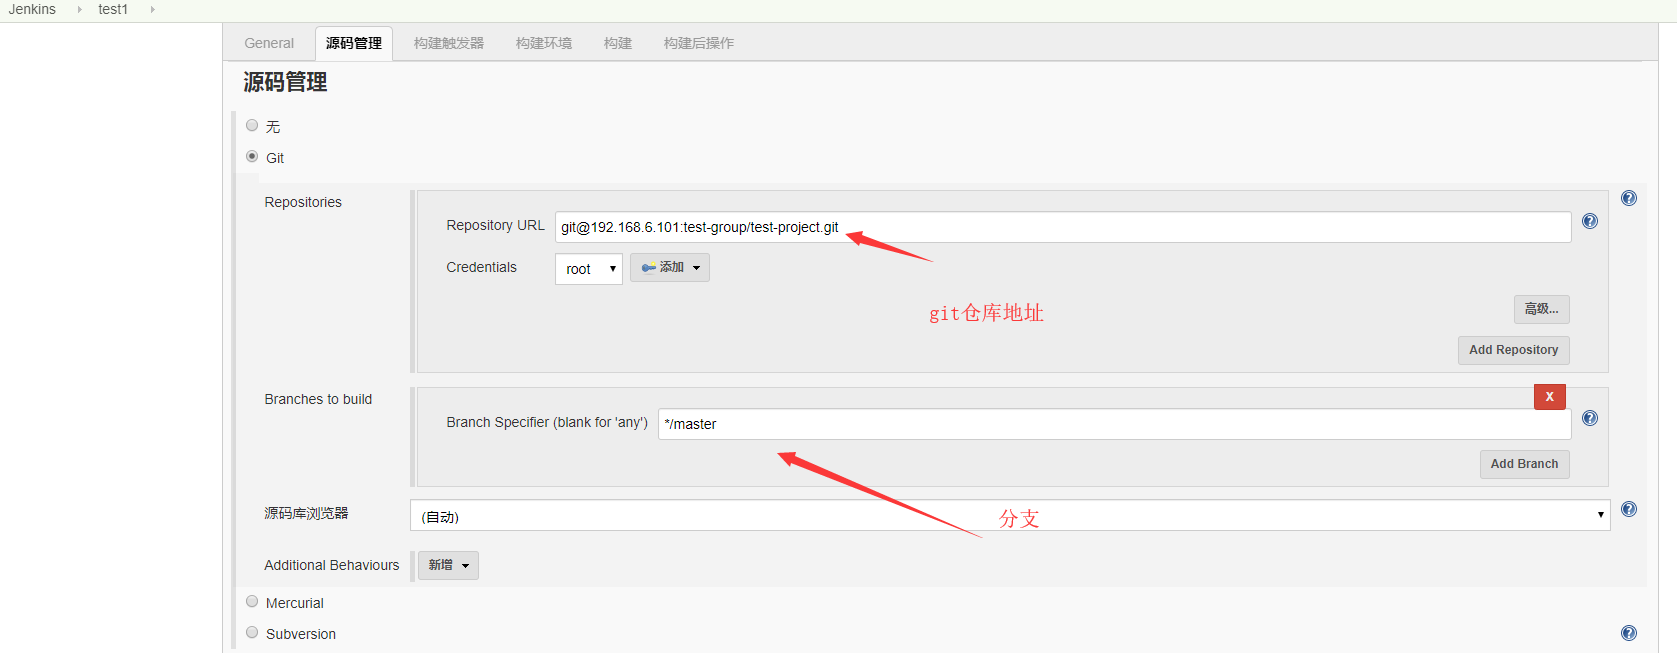 Jenkins test1
General 源码管理 构建触发器 构建环境 构建 构建后操作
源码管理
无
Git
Repositories
Repository URL git@192.168.6.101:test-group/test-project.git
Credentials root 添加
git仓库地址
高级...
Add Repository
Branches to build
X
Branch Specifier (blank for 'any') */master
Add Branch
源码库浏览器 (自动)
分支
Additional Behaviours 新增
Mercurial
Subversion